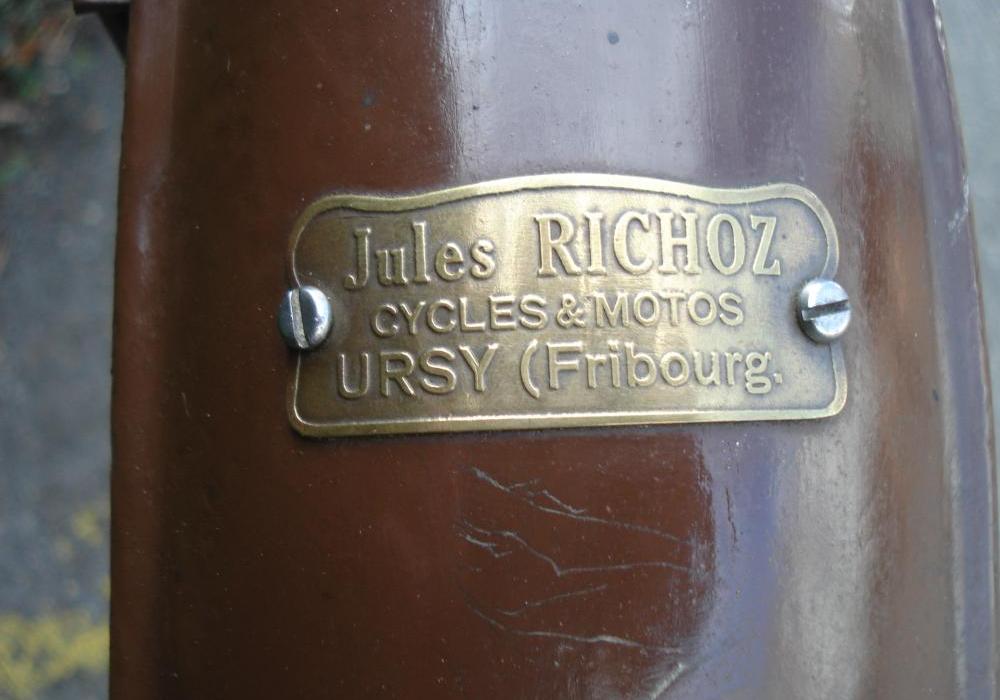 Jules RICHOZ
CYCLES & MOTOS
URSY (Fribourg.